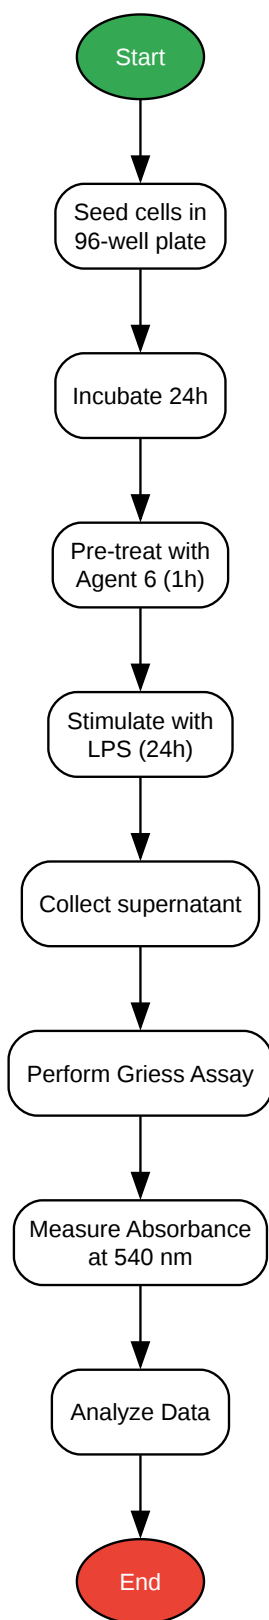 Start
Seed cells in
96-well plate
Incubate 24h
Pre-treat with
Agent 6 (1h)
Stimulate with
LPS (24h)
Collect supernatant
Perform Griess Assay
Measure Absorbance
at 540 nm
Analyze Data
End